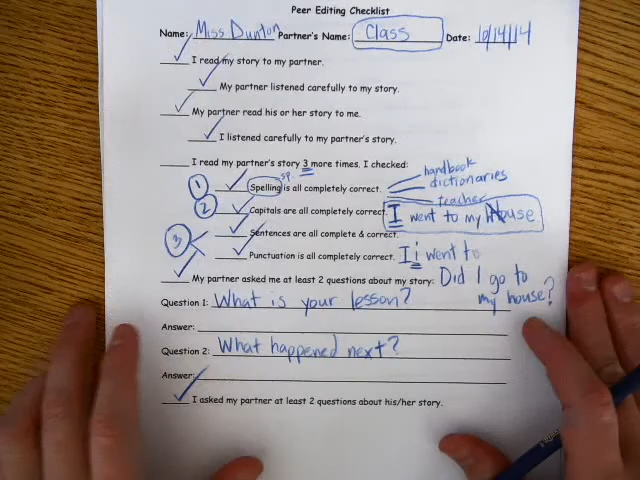 Peer Editing Checklist
Name: Miss Dunton Partner's Name: Class Date: 10/14/14
I read my story to my partner.
My partner listened carefully to my story.
My partner read his or her story to me.
I listened carefully to my partner's story.
I read my partner's story 3 more times. I checked:
handbook
sp.
dictionaries
1 Spelling is all completely correct.
teacher
2 Capitals are all completely correct. I went to my House
3 Sentences are all complete & correct.
Punctuation is all completely correct. I i went to
My partner asked me at least 2 questions about my story: Did I go to
my house?
Question 1: What is your lesson?
Answer:
Question 2: What happened next?
Answer:
I asked my partner at least 2 questions about his/her story.